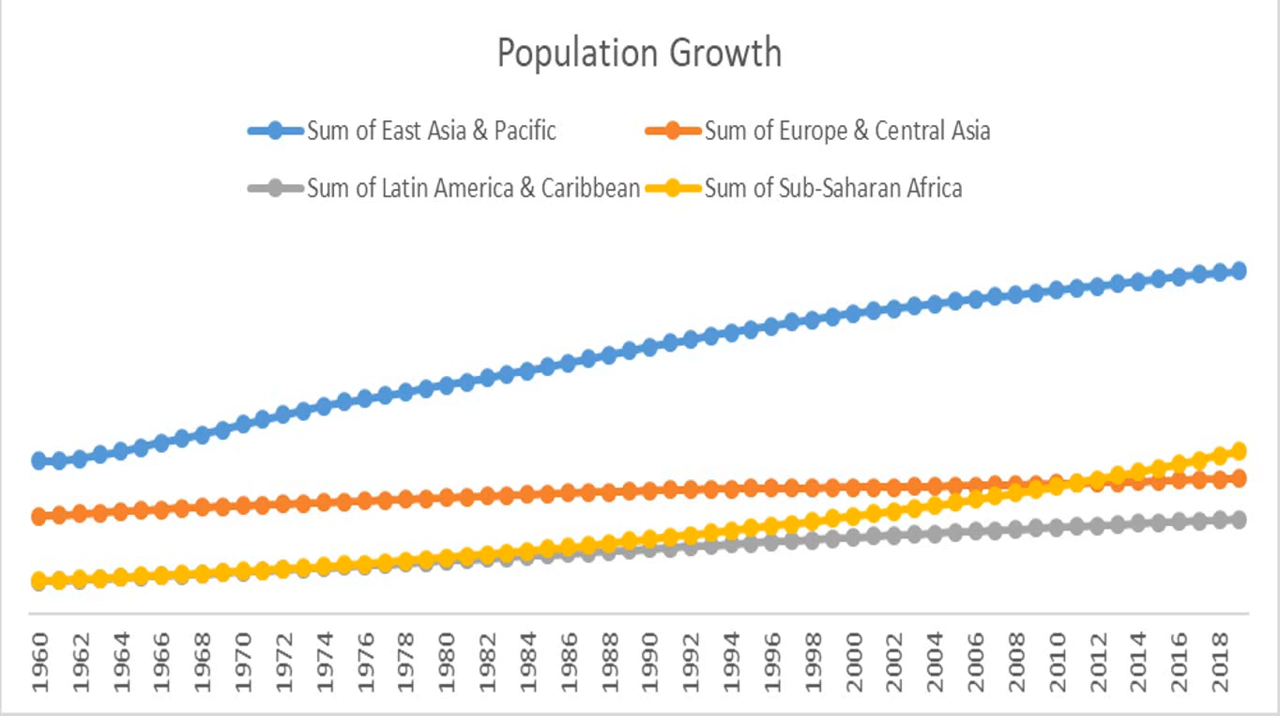 Population Growth
Sum of East Asia & Pacific Sum of Europe & Central Asia
Sum of Latin America & Caribbean Sum of Sub-Saharan Africa
1960 1962 1964 1966 1968 1970 1972 1974 1976 1978 1980 1982 1984 1986 1988 1990 1992 1994 1996 1998 2000 2002 2004 2006 2008 2010 2012 2014 2016 2018